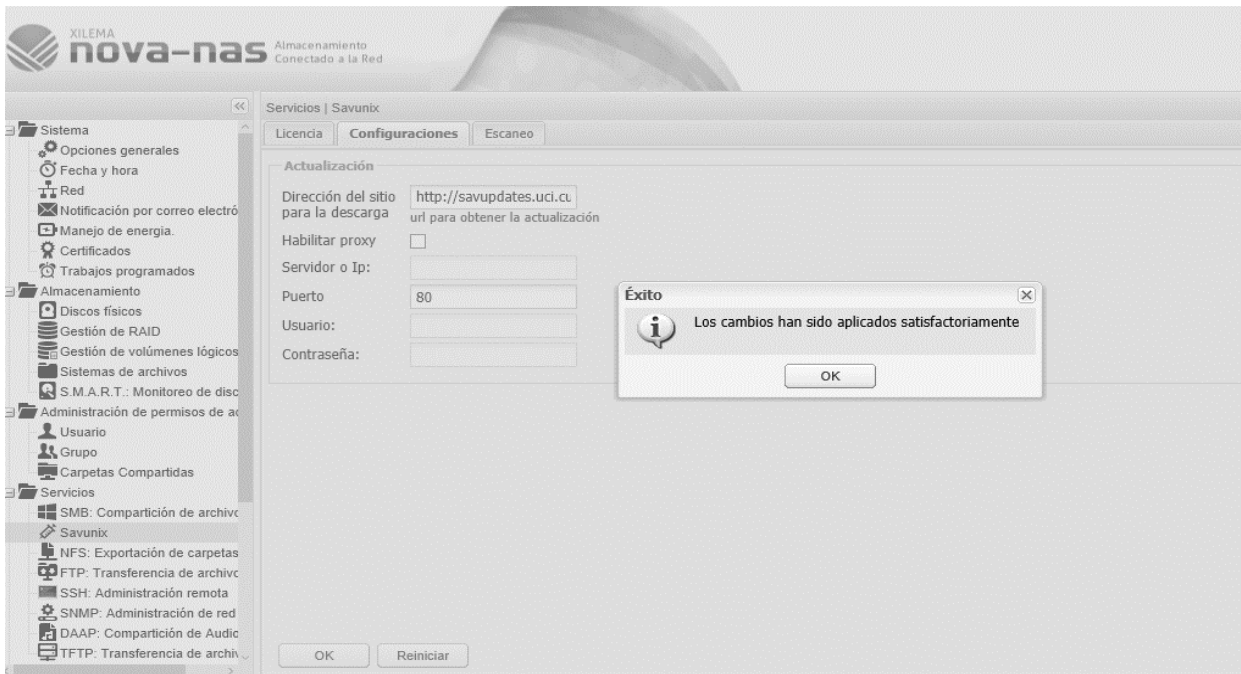 XILEMA
nova-nas
Almacenamiento
Conectado a la Red
Servicios | Savunix
Licencia
Configuraciones
Escaneo
Sistema
Opciones generales
Fecha y hora
Red
Notificación por correo electró
Manejo de energia.
Certificados
Trabajos programados
Almacenamiento
Discos físicos
Gestión de RAID
Gestión de volúmenes lógicos
Sistemas de archivos
S.M.A.R.T.: Monitoreo de disc
Administración de permisos de ac
Usuario
Grupo
Carpetas Compartidas
Servicios
SMB: Compartición de archivo
Savunix
NFS: Exportación de carpetas
FTP: Transferencia de archivo
SSH: Administración remota
SNMP: Administración de red
DAAP: Compartición de Audio
TFTP: Transferencia de archiv
Actualización
Dirección del sitio
para la descarga
http://savupdates.uci.cu
url para obtener la actualización
Habilitar proxy
Servidor o Ip:
Puerto
80
Usuario:
Contraseña:
Éxito
Los cambios han sido aplicados satisfactoriamente
OK
OK
Reiniciar